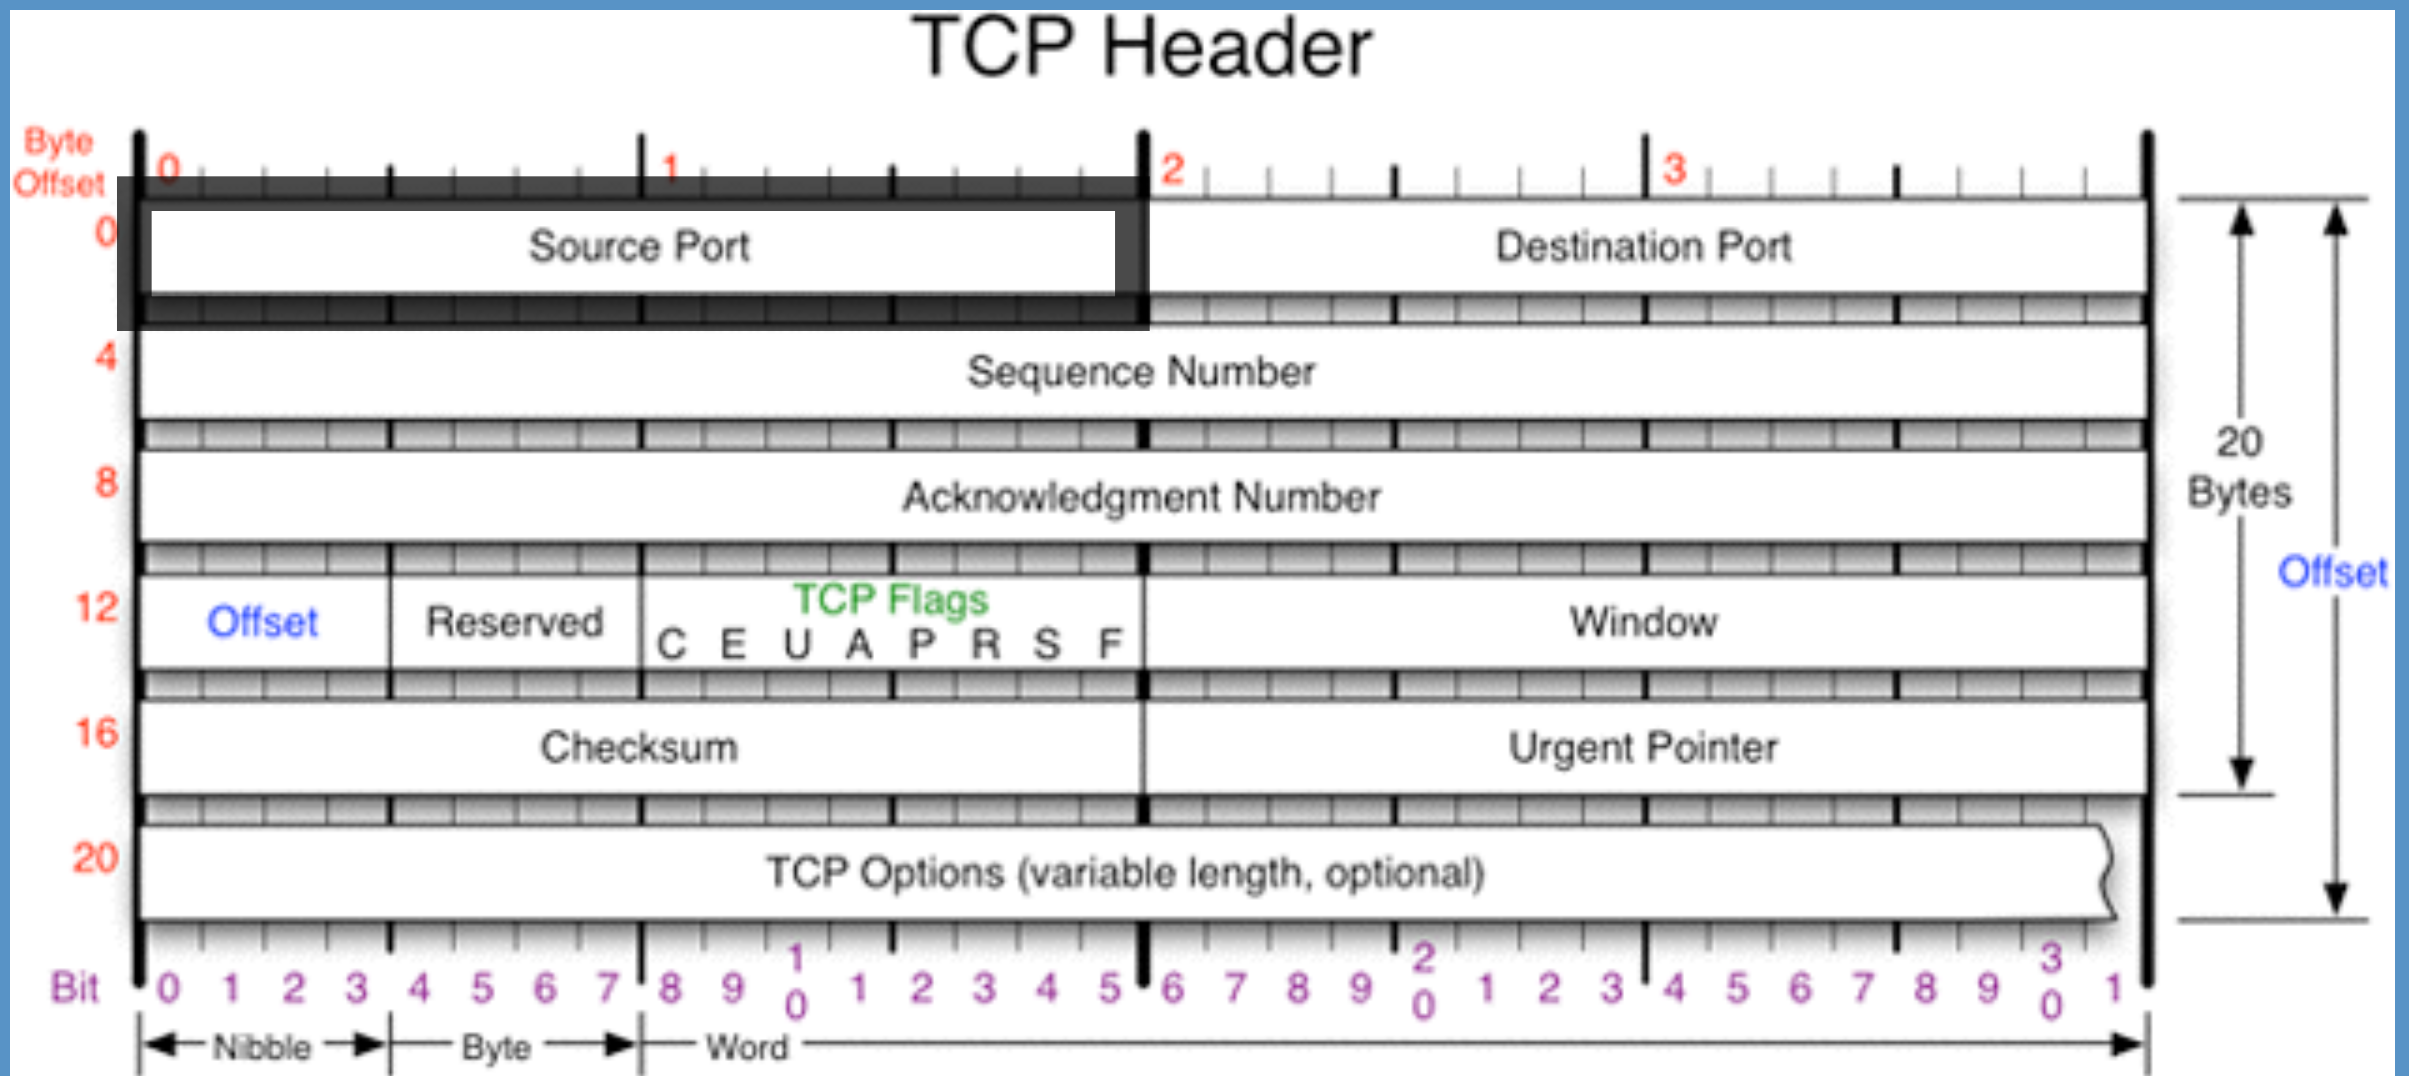 TCP Header
Byte
Offset
0 1 2 3
0 Source Port Destination Port
4 Sequence Number
8 Acknowledgment Number
12 Offset Reserved TCP Flags
C E U A P R S F
Window
16 Checksum Urgent Pointer
20 TCP Options (variable length, optional)
20
Bytes
Offset
Bit 0 1 2 3 4 5 6 7 8 9 10 1 2 3 4 5 6 7 8 9 20 1 2 3 4 5 6 7 8 9 30 1
Nibble Byte Word